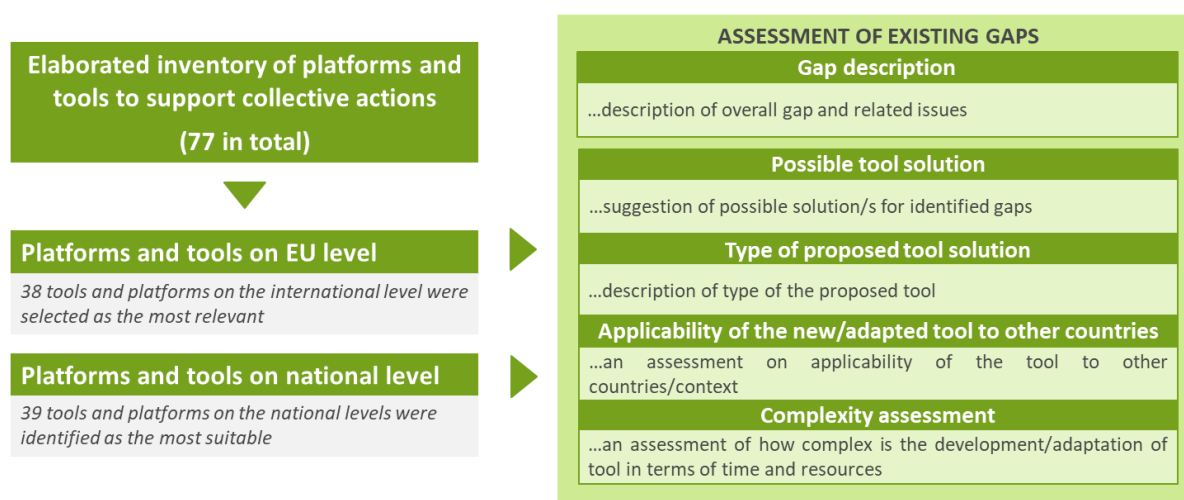 Elaborated inventory of platforms and
tools to support collective actions
(77 in total)
Platforms and tools on EU level
38 tools and platforms on the international level were
selected as the most relevant
Platforms and tools on national level
39 tools and platforms on the national levels were
identified as the most suitable
ASSESSMENT OF EXISTING GAPS
Gap description
...description of overall gap and related issues
Possible tool solution
...suggestion of possible solution/s for identified gaps
Type of proposed tool solution
...description of type of the proposed tool
Applicability of the new/adapted tool to other countries
...an assessment on applicability of the tool to other
countries/context
Complexity assessment
...an assessment of how complex is the development/adaptation of
tool in terms of time and resources